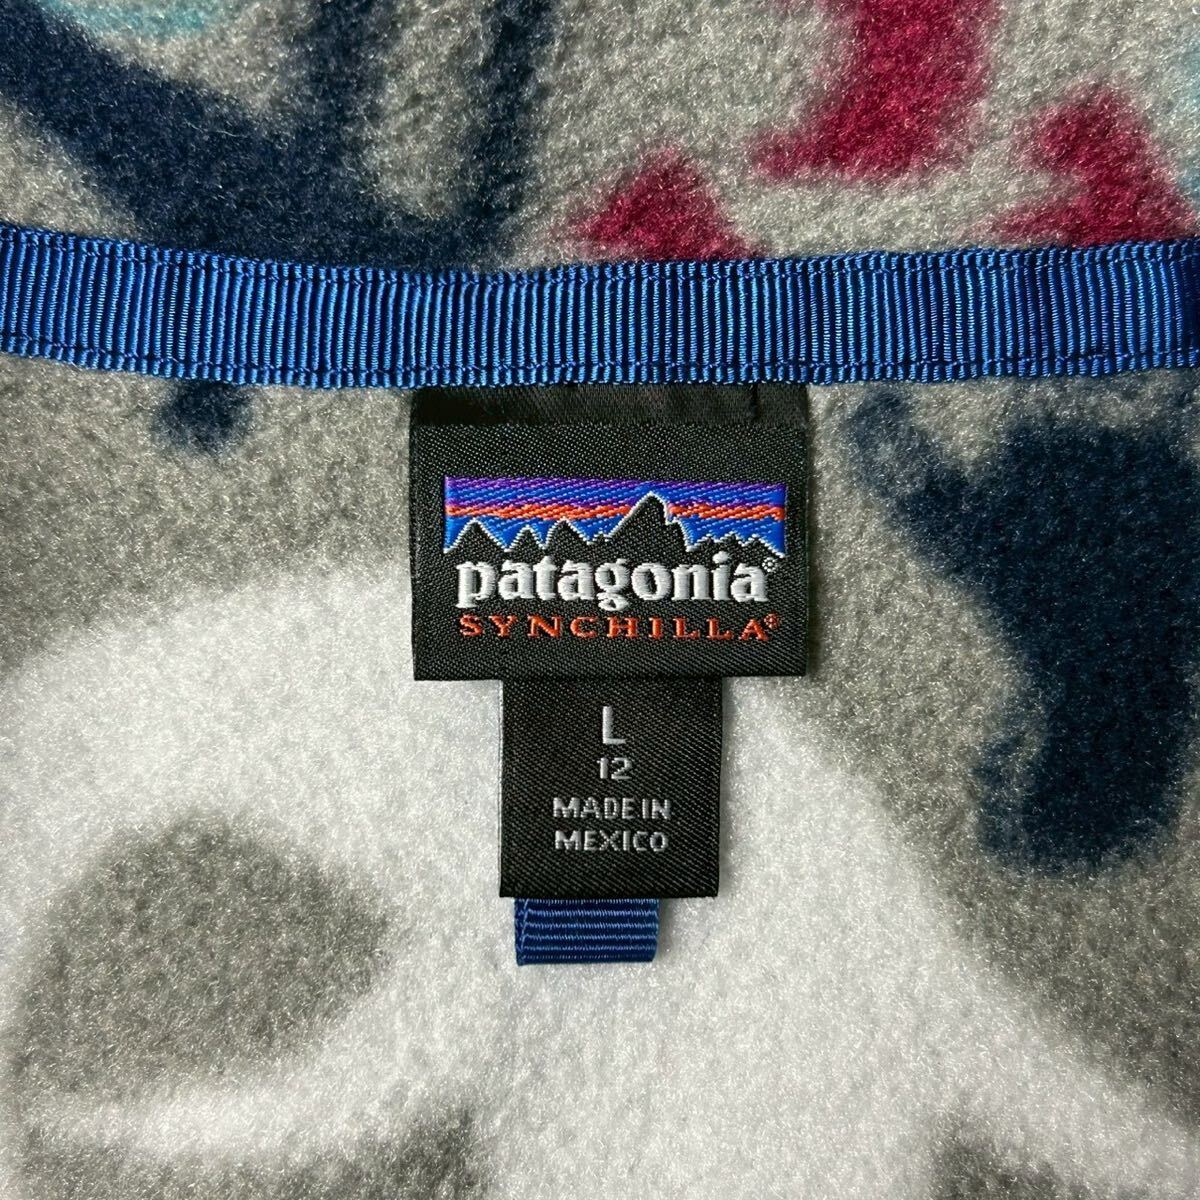 patagonia®
SYNCHILLA®
L
12
MADE IN
MEXICO